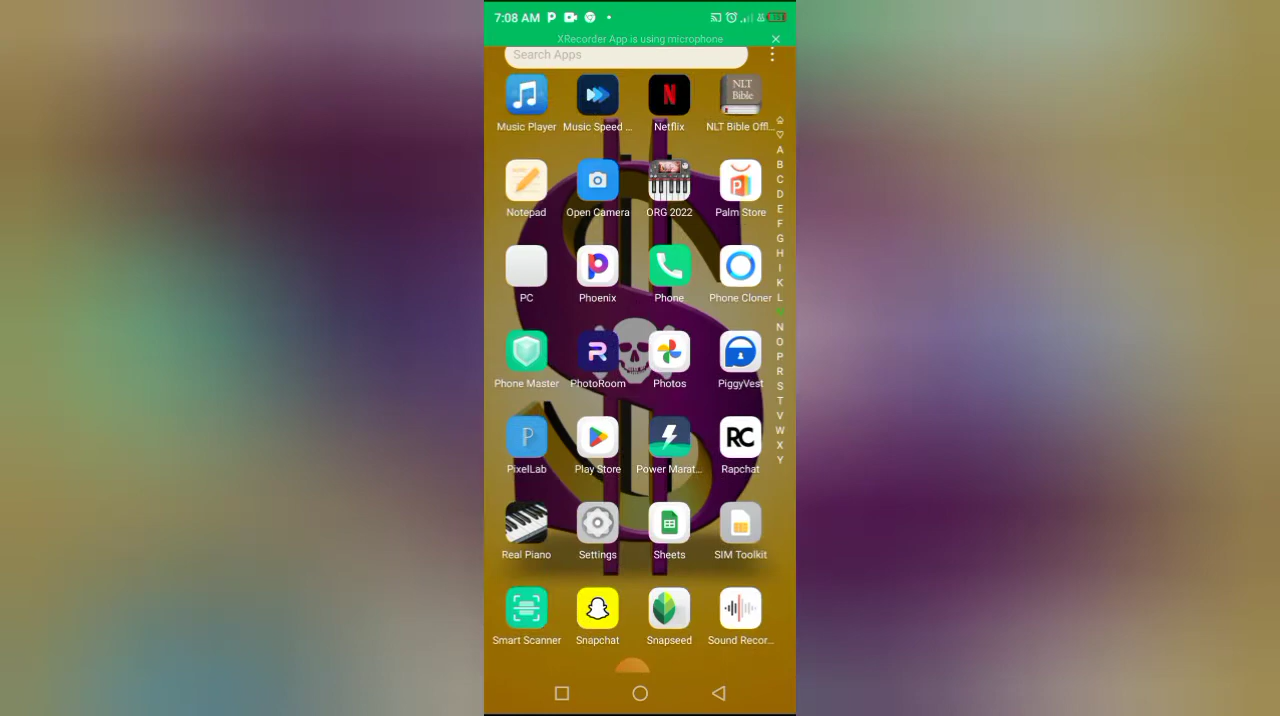 7:08 AM P
XRecorder App is using microphone
Search Apps
NLT
Bible
Music Player Music Speed ... Netflix NLT Bible Offl...
Notepad Open Camera ORG 2022 Palm Store
PC Phoenix Phone Phone Cloner
Phone Master PhotoRoom Photos PiggyVest
P RC
PixelLab Play Store Power Marat... Rapchat
Real Piano Settings Sheets SIM Toolkit
Smart Scanner Snapchat Snapseed Sound Recor...
A
B
C
D
E
F
G
H
I
K
L
N
O
P
R
S
T
V
W
X
Y